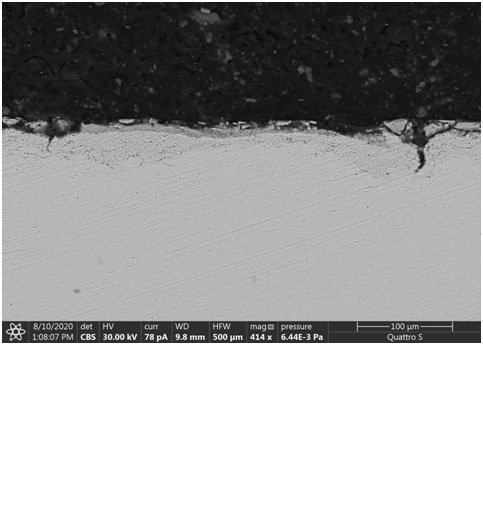 8/10/2020 det HV curr WD HFW mag pressure 100 µm
1:08:07 PM CBS 30.00 kV 78 pA 9.8 mm 500 µm 414 x 6.44E-3 Pa Quattro S